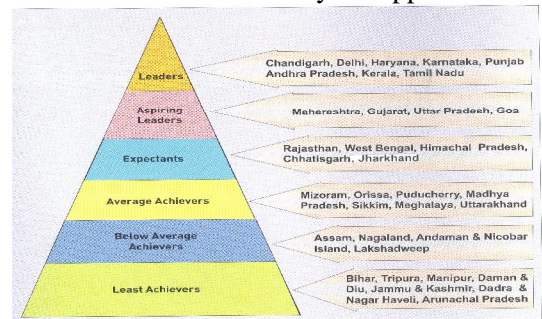 Leaders
Chandigarh, Delhi, Haryana, Karnataka, Punjab
Andhra Pradesh, Kerala, Tamil Nadu
Aspiring
Leaders
Maharashtra, Gujarat, Uttar Pradesh, Goa
Expectants
Rajasthan, West Bengal, Himachal Pradesh,
Chhatisgarh, Jharkhand
Average Achievers
Mizoram, Orissa, Puducherry, Madhya
Pradesh, Sikkim, Meghalaya, Uttarakhand
Below Average
Achievers
Assam, Nagaland, Andaman & Nicobar
Island, Lakshadweep
Least Achievers
Bihar, Tripura, Manipur, Daman &
Diu, Jammu & Kashmir, Dadra &
Nagar Haveli, Arunachal Pradesh